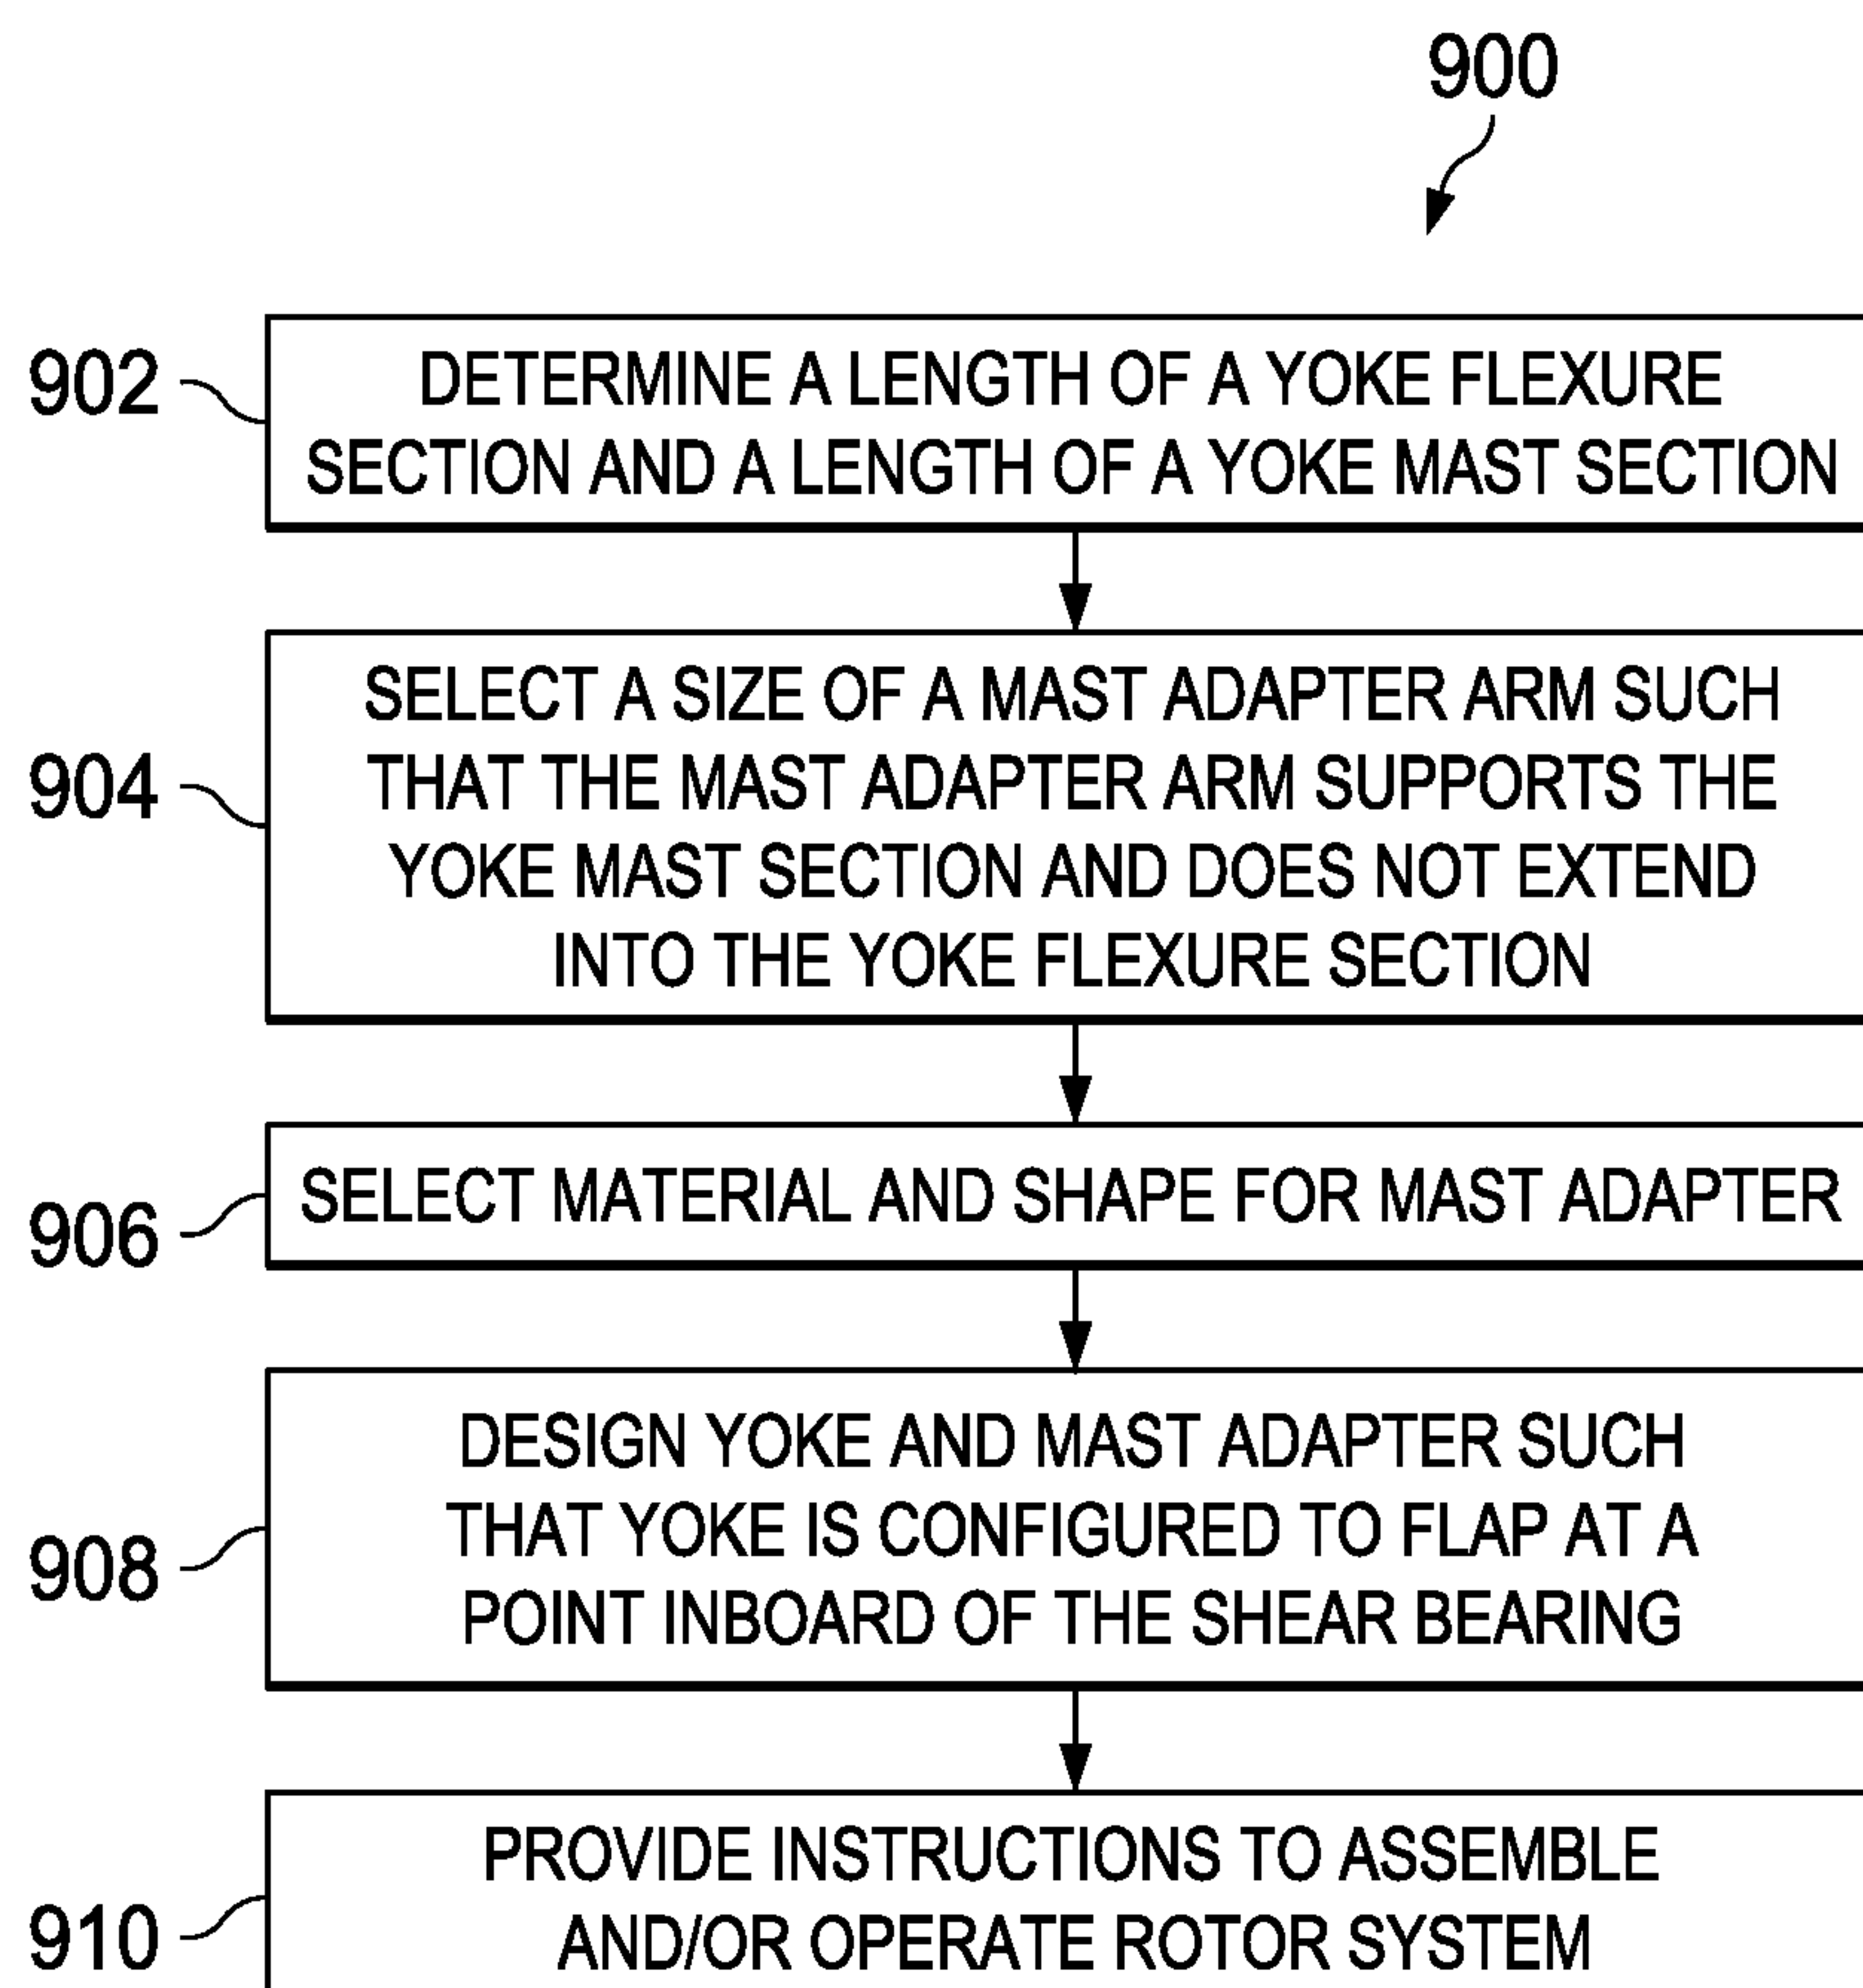 900
902
DETERMINE A LENGTH OF A YOKE FLEXURE
SECTION AND A LENGTH OF A YOKE MAST SECTION
904
SELECT A SIZE OF A MAST ADAPTER ARM SUCH
THAT THE MAST ADAPTER ARM SUPPORTS THE
YOKE MAST SECTION AND DOES NOT EXTEND
INTO THE YOKE FLEXURE SECTION
906
SELECT MATERIAL AND SHAPE FOR MAST ADAPTER
908
DESIGN YOKE AND MAST ADAPTER SUCH
THAT YOKE IS CONFIGURED TO FLAP AT A
POINT INBOARD OF THE SHEAR BEARING
910
PROVIDE INSTRUCTIONS TO ASSEMBLE
AND/OR OPERATE ROTOR SYSTEM